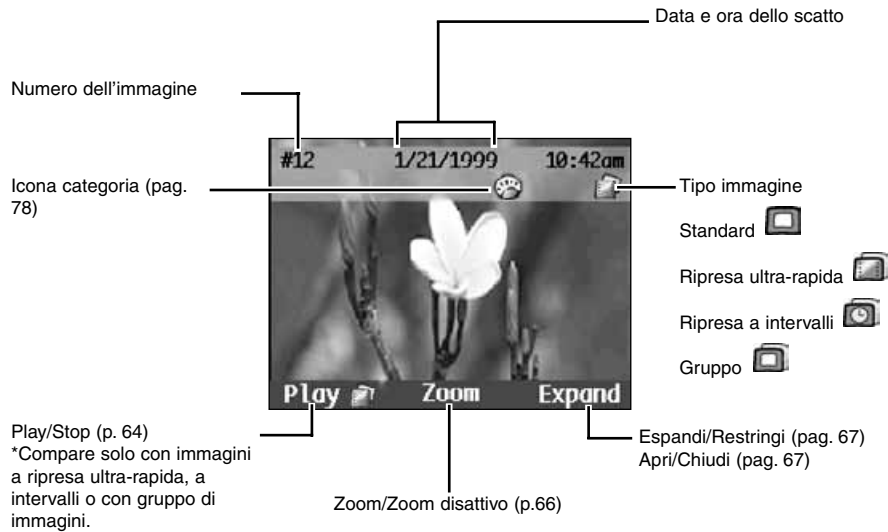 Data e ora dello scatto
Numero dell'immagine
#12 1/21/1999 10:42am
Icona categoria (pag.
78)
Tipo immagine
Standard
Ripresa ultra-rapida
Ripresa a intervalli
Gruppo
Play Zoom Expand
Play/Stop (p. 64)
*Compare solo con immagini
a ripresa ultra-rapida, a
intervalli o con gruppo di
immagini.
Zoom/Zoom disattivo (p.66)
Espandi/Restringi (pag. 67)
Apri/Chiudi (pag. 67)